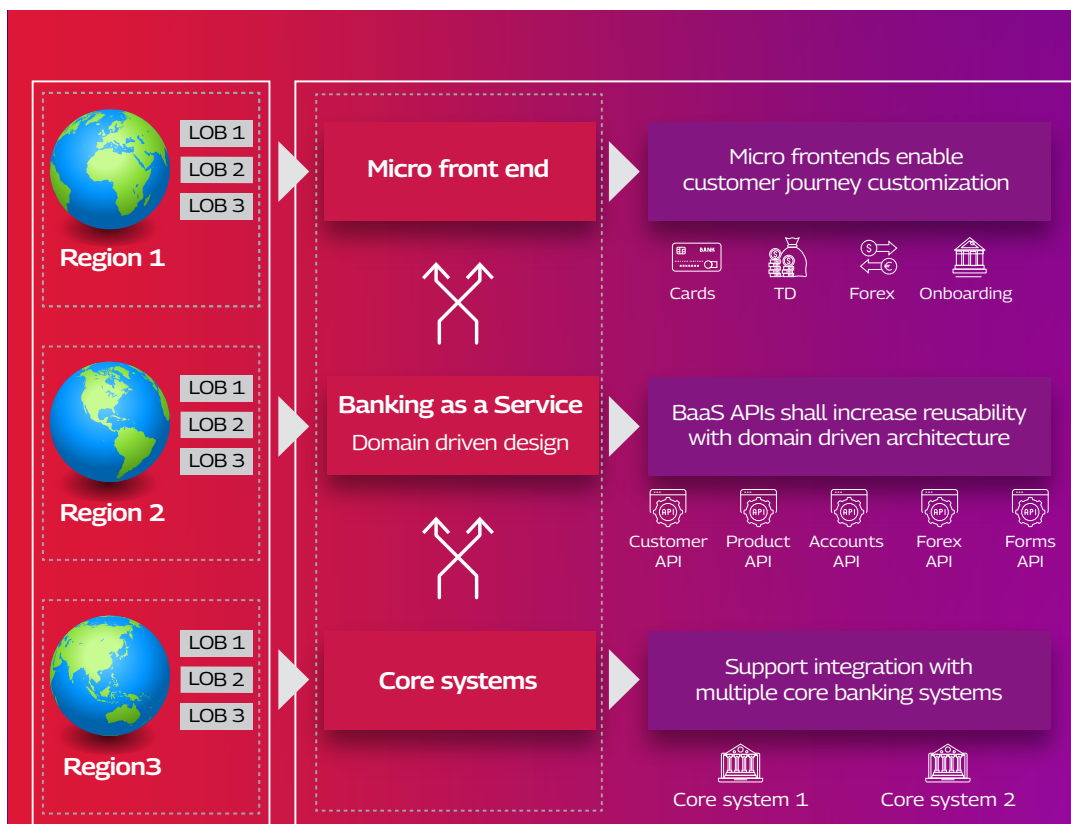 LOB 1
LOB 2
LOB 3
Region 1
Micro front end
Micro frontends enable
customer journey customization
BANK
Cards
TD
Forex
Onboarding
LOB 1
LOB 2
LOB 3
Region 2
Banking as a Service
Domain driven design
BaaS APIs shall increase reusability
with domain driven architecture
API
API
API
API
API
Customer
API
Product
API
Accounts
API
Forex
API
Forms
API
LOB 1
LOB 2
LOB 3
Region3
Core systems
Support integration with
multiple core banking systems
Core system 1
Core system 2